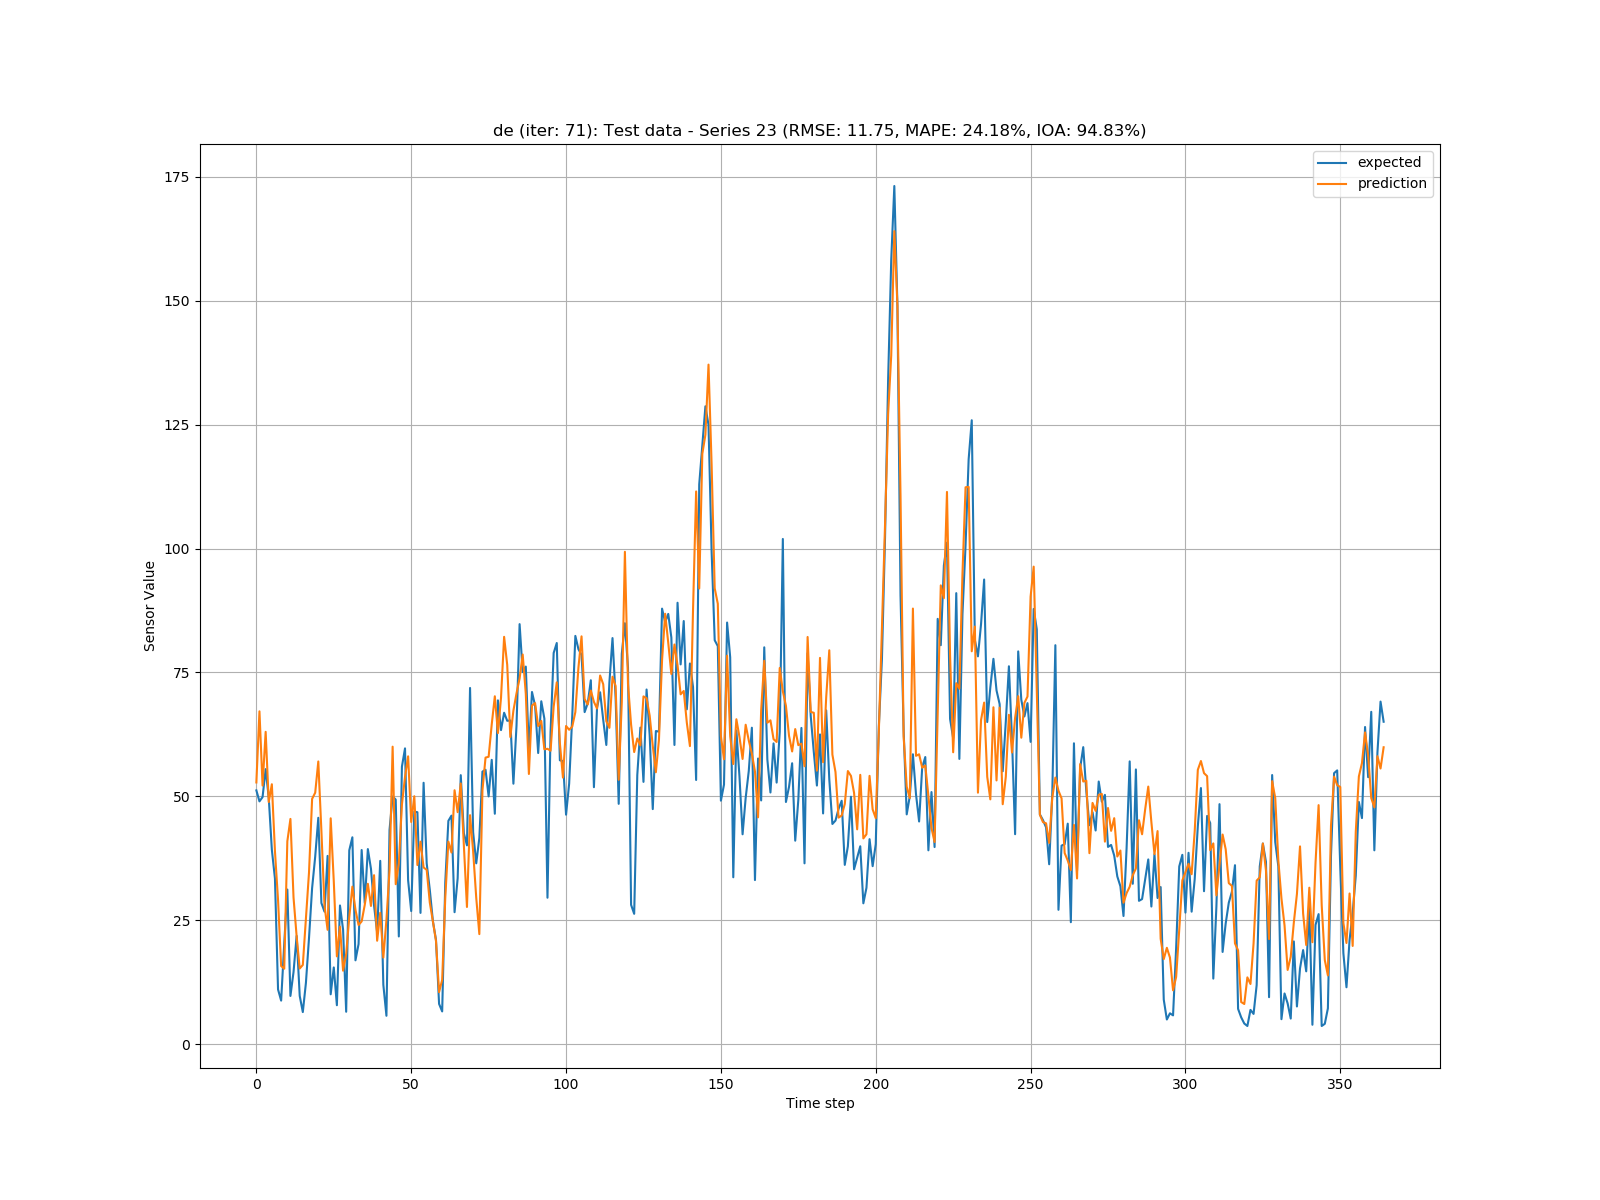 de (iter: 71): Test data - Series 23 (RMSE: 11.75, MAPE: 24.18%, IOA: 94.83%)
expected
prediction
175
150
125
100
75
50
25
0
Sensor Value
0 50 100 150 200 250 300 350
Time step